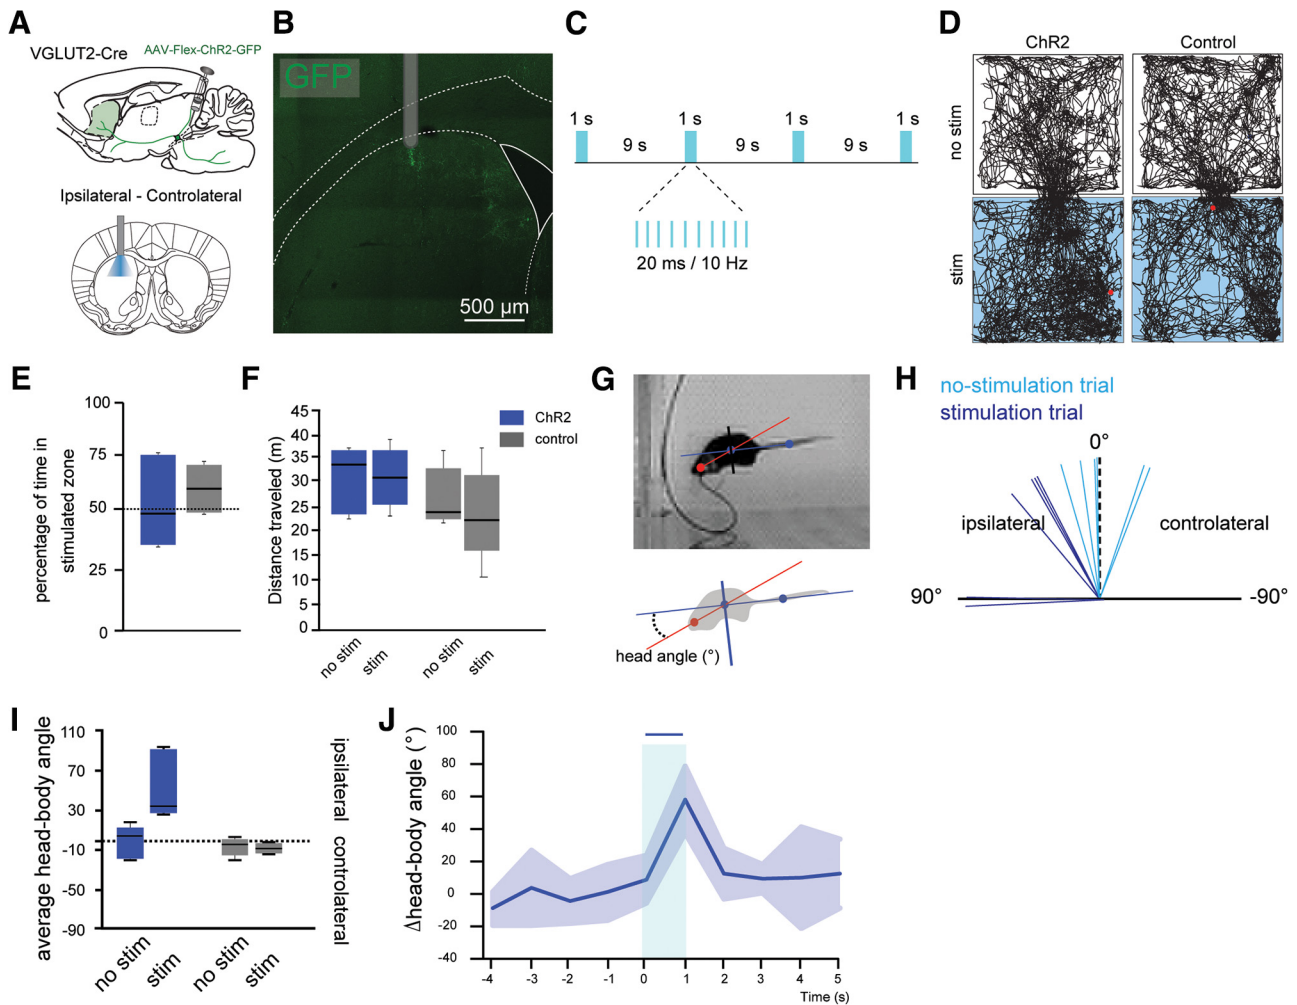 A
VGLUT2-Cre
AAV-Flex-ChR2-GFP
Ipsilateral - Controlateral
B
GFP
500 µm
C
1 s
1 s
1 s
1 s
9 s
9 s
9 s
20 ms / 10 Hz
D
ChR2
Control
no stim
stim
E
percentage of time in
stimulated zone
100
75
50
25
0
F
Distance traveled (m)
45
40
35
30
25
20
15
10
5
0
ChR2
control
no stim
stim
no stim
stim
G
head angle (°)
H
no-stimulation trial
stimulation trial
0°
ipsilateral
controlateral
90°
-90°
I
average head-body angle
110
70
30
-10
-50
-90
ipsilateral
controlateral
no stim
stim
no stim
stim
J
Δhead-body angle (°)
100
80
60
40
20
0
-20
-40
-4
-3
-2
-1
0
1
2
3
4
5
Time (s)